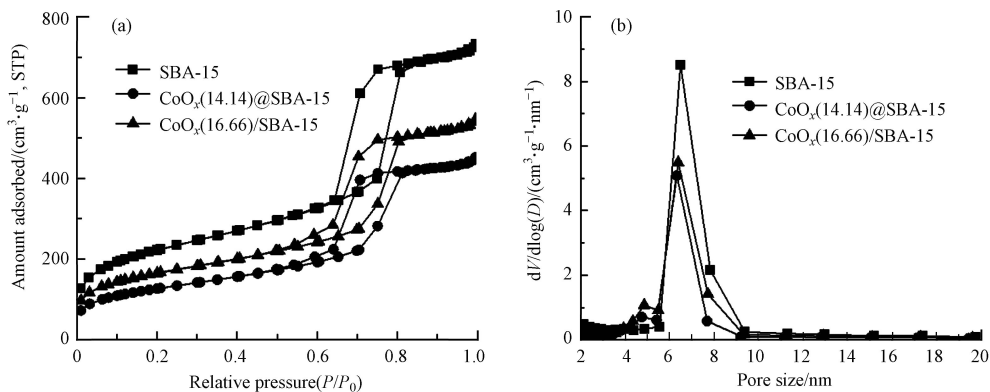 (a)
800
600
400
200
0
Amount adsorbed/(cm³·g⁻¹, STP)
SBA-15
CoOₓ(14.14)@SBA-15
CoOₓ(16.66)/SBA-15
0 0.2 0.4 0.6 0.8 1.0
Relative pressure(P/P₀)
(b)
10
8
6
4
2
0
dV/dlog(D)/(cm³·g⁻¹·nm⁻¹)
SBA-15
CoOₓ(14.14)@SBA-15
CoOₓ(16.66)/SBA-15
2 4 6 8 10 12 14 16 18 20
Pore size/nm